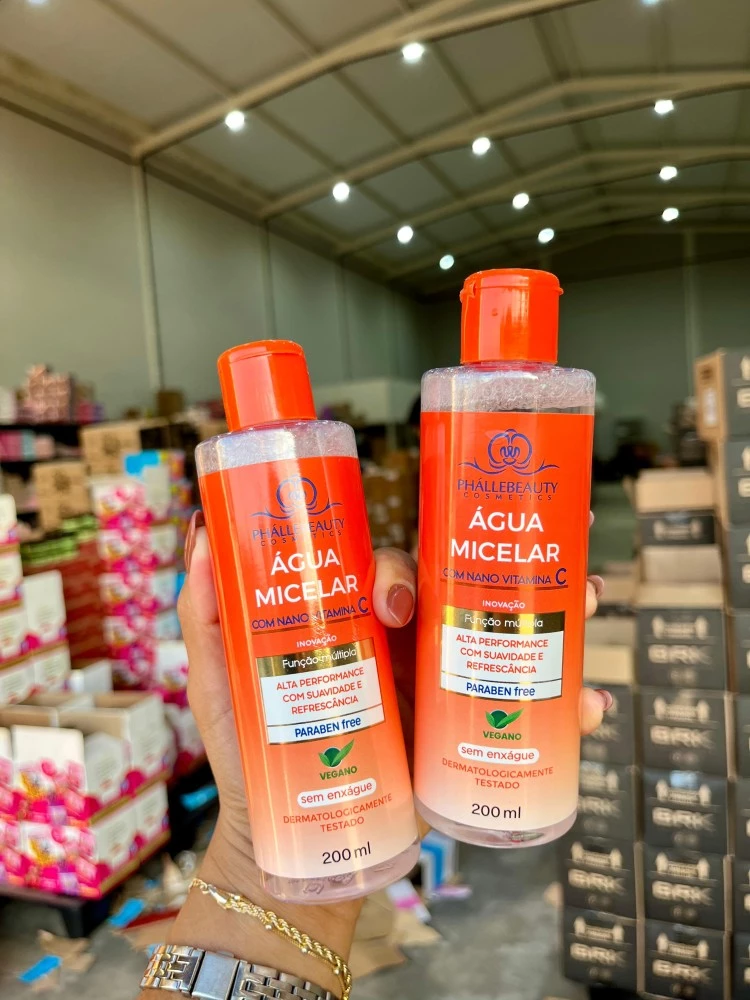 PHÁLLEBEAUTY
COSMETICS
ÁGUA
MICELAR
COM NANO VITAMINA C
INOVAÇÃO
Função múltipla
ALTA PERFORMANCE
COM SUAVIDADE E
REFRESCÂNCIA
PARABEN free
VEGANO
sem enxágue
DERMATOLOGICAMENTE
TESTADO
200 ml
PHÁLLEBEAUTY
COSMETICS
ÁGUA
MICELAR
COM NANO VITAMINA C
INOVAÇÃO
Função múltipla
ALTA PERFORMANCE
COM SUAVIDADE E
REFRESCÂNCIA
PARABEN free
VEGANO
sem enxágue
DERMATOLOGICAMENTE
TESTADO
200 ml